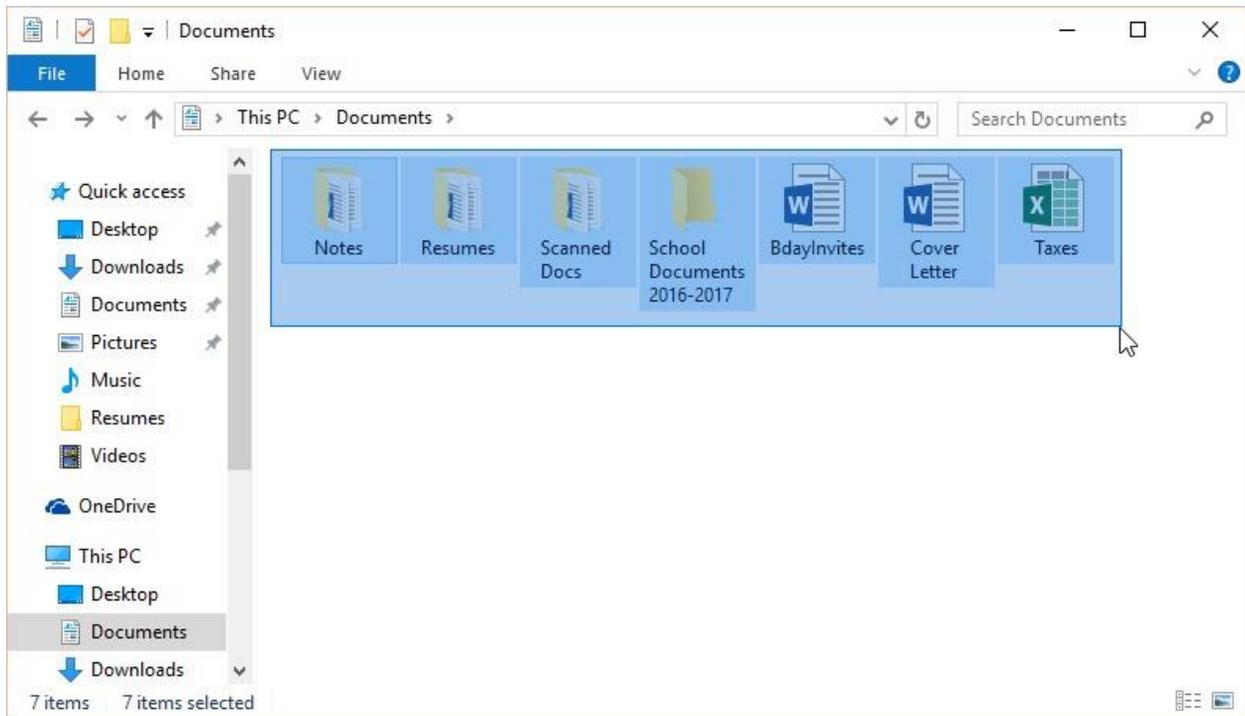 Documents
File Home Share View
This PC > Documents >
Search Documents
Quick access
Desktop
Downloads
Documents
Pictures
Music
Resumes
Videos
OneDrive
This PC
Desktop
Documents
Downloads
Notes
Resumes
Scanned
Docs
School
Documents
2016-2017
BdayInvites
Cover
Letter
Taxes
7 items 7 items selected